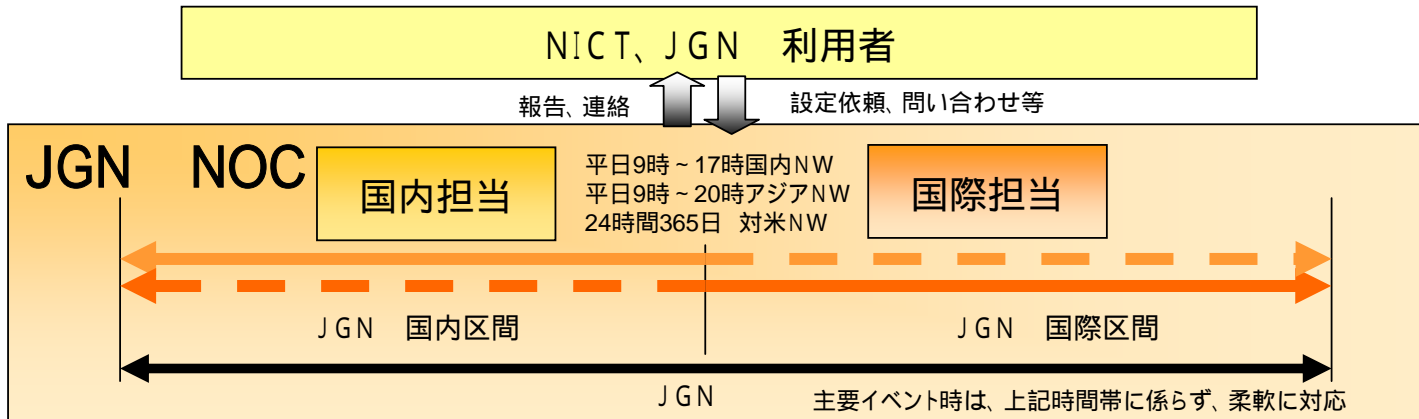 NICT、JGN 利用者
報告、連絡
設定依頼、問い合わせ等
JGN NOC
国内担当
平日9時~17時国内NW
平日9時~20時アジアNW
24時間365日 対米NW
国際担当
JGN 国内区間
JGN 国際区間
JGN
主要イベント時は、上記時間帯に係らず、柔軟に対応